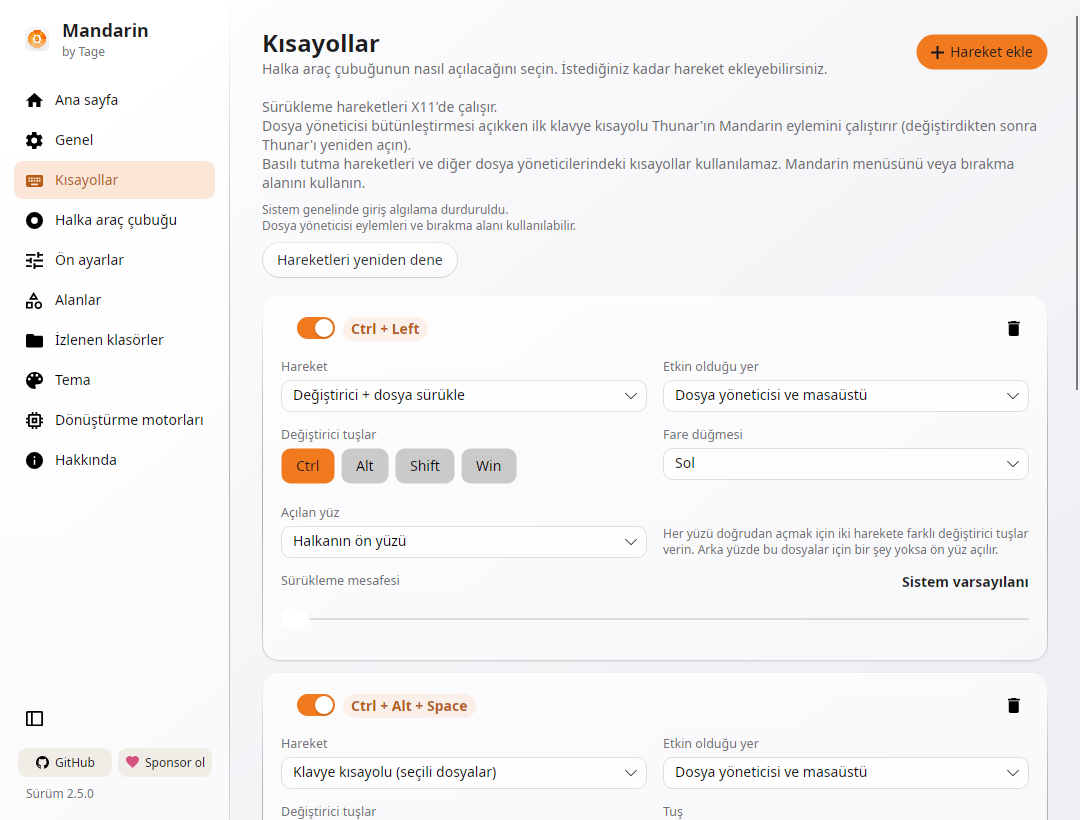 Mandarin
by Tage
Ana sayfa
Genel
Kısayollar
Halka araç çubuğu
Ön ayarlar
Alanlar
İzlenen klasörler
Tema
Dönüştürme motorları
Hakkında
GitHub
Sponsor ol
Sürüm 2.5.0
Kısayollar
Halka araç çubuğunun nasıl açılacağını seçin. İstediğiniz kadar hareket ekleyebilirsiniz.
Hareket ekle
Sürükleme hareketleri X11'de çalışır.
Dosya yöneticisi bütünleştirmesi açıkken ilk klavye kısayolu Thunar'ın Mandarin eylemini çalıştırır (değiştirdikten sonra
Thunar'ı yeniden açın).
Basılı tutma hareketleri ve diğer dosya yöneticilerindeki kısayollar kullanılamaz. Mandarin menüsünü veya bırakma
alanını kullanın.
Sistem genelinde giriş algılama durduruldu.
Dosya yöneticisi eylemleri ve bırakma alanı kullanılabilir.
Hareketleri yeniden dene
Ctrl + Left
Hareket
Etkin olduğu yer
Değiştirici + dosya sürükle
Dosya yöneticisi ve masaüstü
Değiştirici tuşlar
Fare düğmesi
Ctrl
Alt
Shift
Win
Sol
Açılan yüz
Halkanın ön yüzü
Her yüzü doğrudan açmak için iki harekete farklı değiştirici tuşlar
verin. Arka yüzde bu dosyalar için bir şey yoksa ön yüz açılır.
Sürükleme mesafesi
Sistem varsayılanı
Ctrl + Alt + Space
Hareket
Etkin olduğu yer
Klavye kısayolu (seçili dosyalar)
Dosya yöneticisi ve masaüstü
Değiştirici tuşlar
Tuş